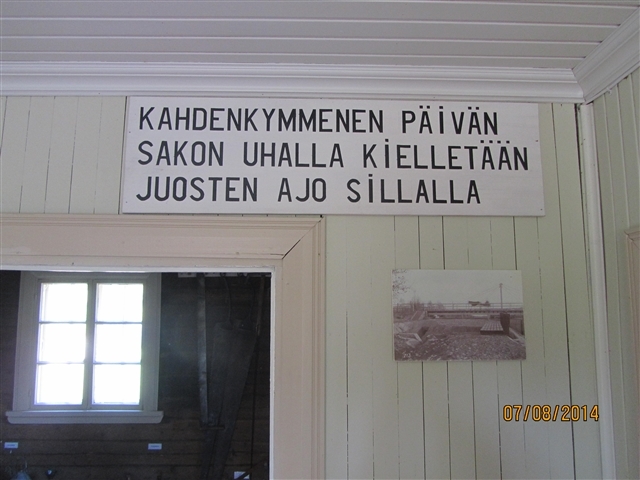 KAHDENKYMMENEN PÄIVÄN
SAKON UHALLA KIELLETÄÄN
JUOSTEN AJO SILLALLA
07/08/2014